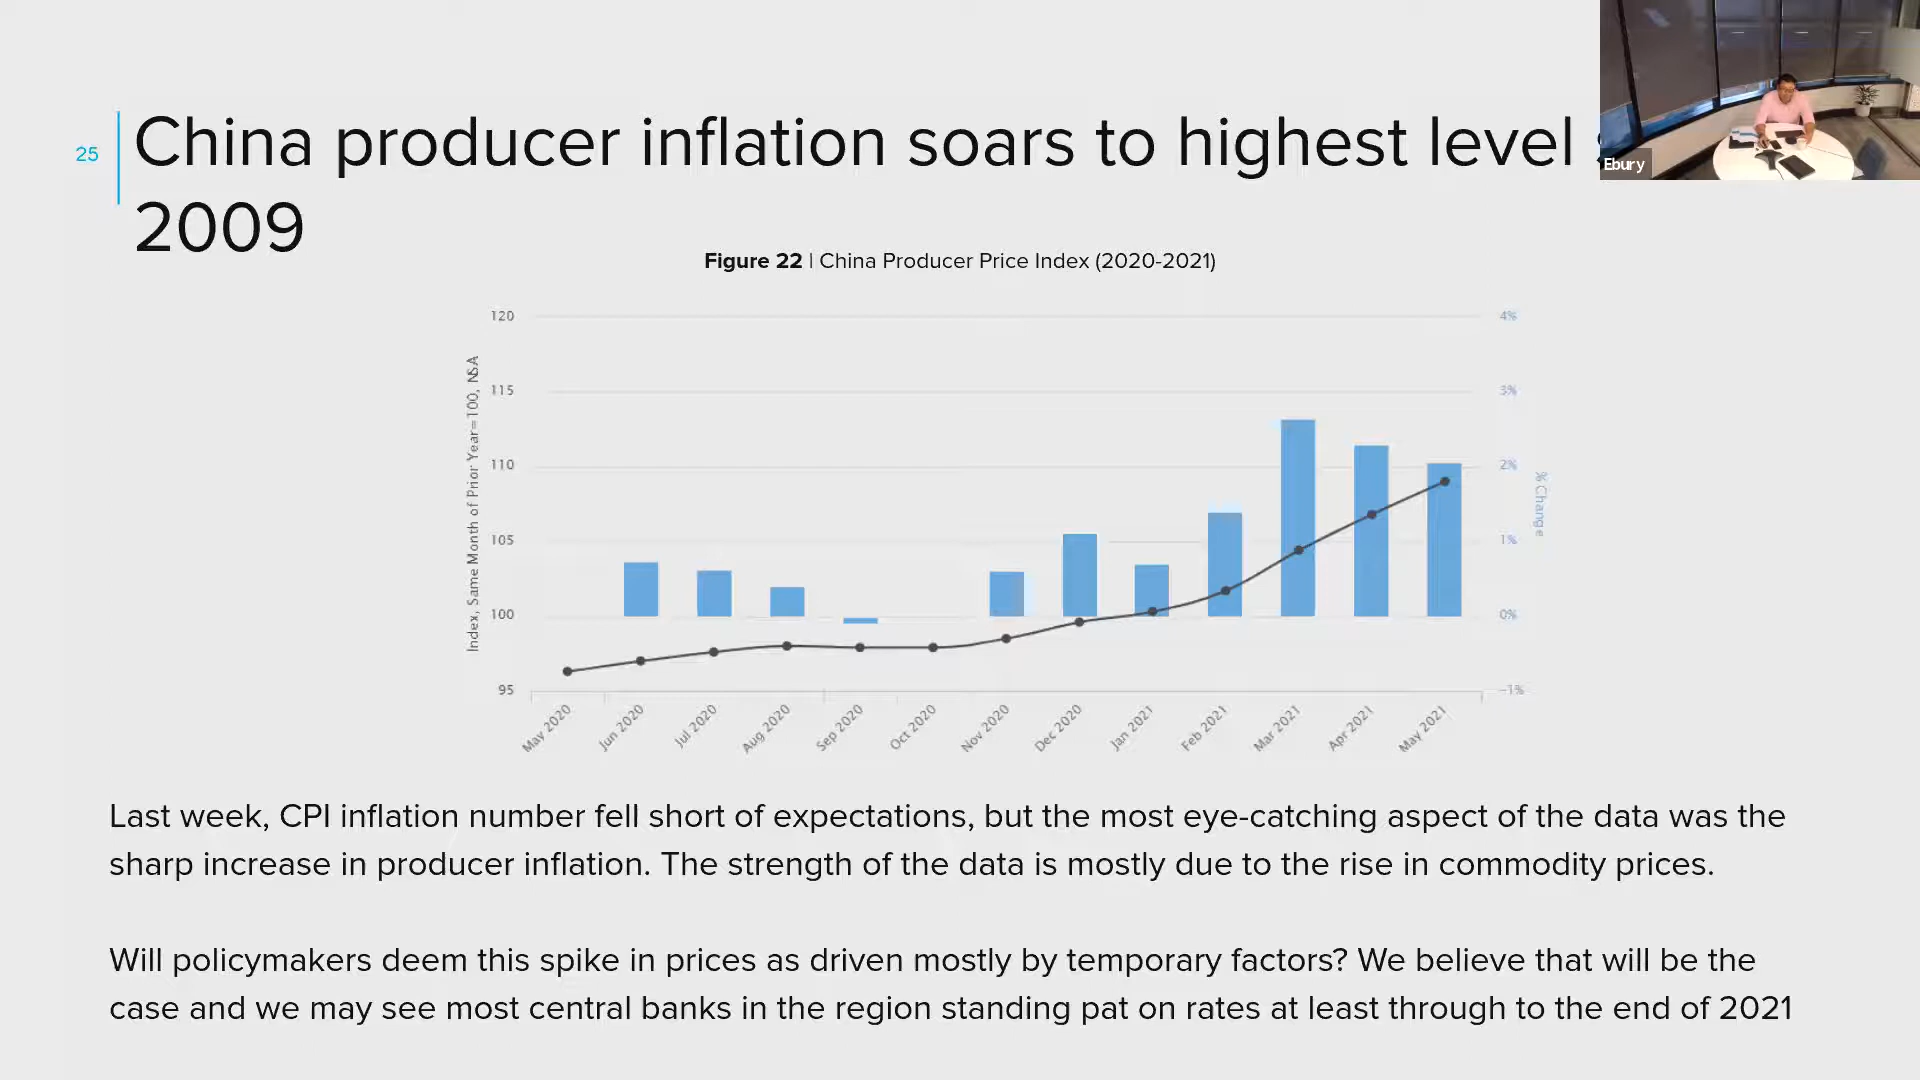 25
China producer inflation soars to highest level
2009
Ebury
Figure 22 | China Producer Price Index (2020-2021)
120
115
110
105
100
95
Index, Same Month of Prior Year=100, NSA
4%
3%
2%
1%
0%
-1%
% Change
May 2020
Jun 2020
Jul 2020
Aug 2020
Sep 2020
Oct 2020
Nov 2020
Dec 2020
Jan 2021
Feb 2021
Mar 2021
Apr 2021
May 2021
Last week, CPI inflation number fell short of expectations, but the most eye-catching aspect of the data was the
sharp increase in producer inflation. The strength of the data is mostly due to the rise in commodity prices.
Will policymakers deem this spike in prices as driven mostly by temporary factors? We believe that will be the
case and we may see most central banks in the region standing pat on rates at least through to the end of 2021